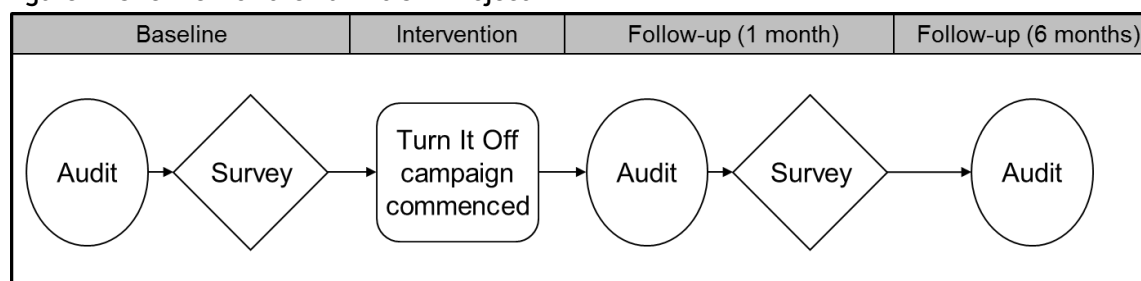 Baseline
Intervention
Follow-up (1 month)
Follow-up (6 months)
Audit
Survey
Turn It Off
campaign
commenced
Audit
Survey
Audit